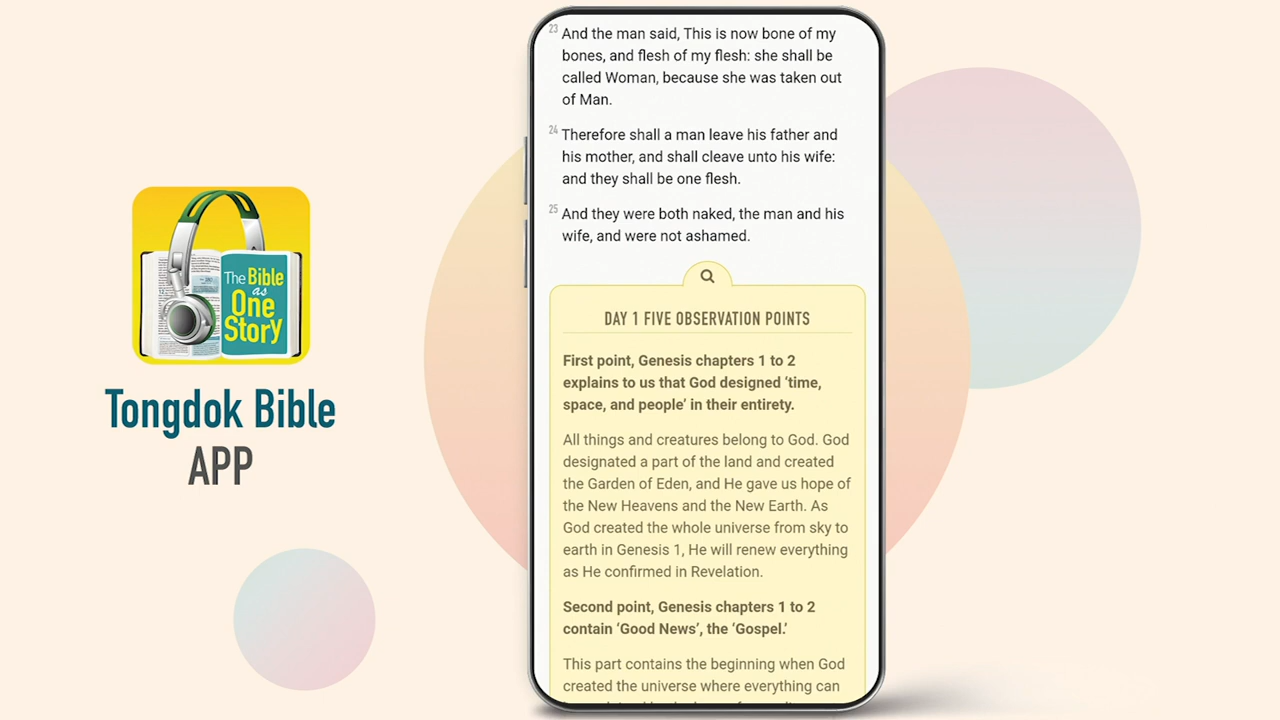 The Bible
as
One
Story
Tongdok Bible
APP
23 And the man said, This is now bone of my
bones, and flesh of my flesh: she shall be
called Woman, because she was taken out
of Man.
24 Therefore shall a man leave his father and
his mother, and shall cleave unto his wife:
and they shall be one flesh.
25 And they were both naked, the man and his
wife, and were not ashamed.
DAY 1 FIVE OBSERVATION POINTS
First point, Genesis chapters 1 to 2
explains to us that God designed ‘time,
space, and people’ in their entirety.
All things and creatures belong to God. God
designated a part of the land and created
the Garden of Eden, and He gave us hope of
the New Heavens and the New Earth. As
God created the whole universe from sky to
earth in Genesis 1, He will renew everything
as He confirmed in Revelation.
Second point, Genesis chapters 1 to 2
contain ‘Good News’, the ‘Gospel.’
This part contains the beginning when God
created the universe where everything can